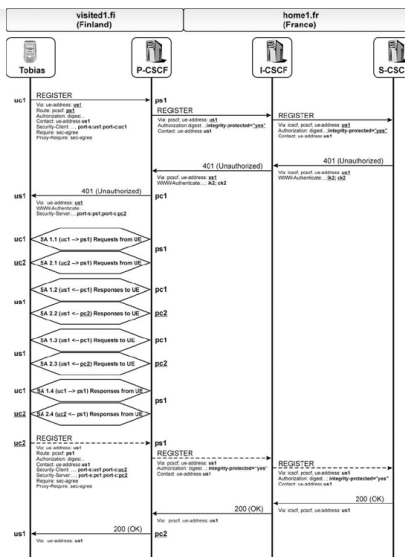 visited1.fi
(Finland)
home1.fr
(France)
Tobias
P-CSCF
I-CSCF
S-CSC
uc1
REGISTER
ps1
Via: ue-address: us1
Route: pcscf: ps1
Authorization: digest...
Contact: ue-address us1
Security-Client: ... port-s:us1 port-c:uc1
Require: sec-agree
Proxy-Require: sec-agree
REGISTER
Via: pcscf, ue-address: us1
Authorization digest...; integrity-protected="yes"
Contact: ue-address us1
REGISTER
Via: icscf, pcscf, ue-address: us1
Authorization: digest...; integrity-protected="yes"
Contact: ue-address us1
401 (Unauthorized)
Via: icscf, pcscf, ue-address: us1
WWW-Authenticate: ...; ik2; ck2
401 (Unauthorized)
Via: pcscf, ue-address: us1
WWW-Authenticate...; ik2; ck2
401 (Unauthorized)
us1
pc1
Via: ue-address: us1
WWW-Authenticate...
Security-Server...; port-s:ps1;port-c:pc2
uc1
SA 1.1 (uc1 --> ps1) Requests from UE
ps1
uc2
SA 2.1 (uc2 --> ps1) Requests from UE
SA 1.2 (us1 <-- pc1) Responses to UE
pc1
us1
SA 2.2 (us1 <-- pc2) Responses to UE
pc2
SA 1.3 (us1 <-- pc1) Requests to UE
pc1
us1
SA 2.3 (us1 <-- pc2) Requests to UE
pc2
uc1
SA 1.4 (uc1 --> ps1) Responses from UE
ps1
uc2
SA 2.4 (uc2 <-- ps1) Responses from UE
uc2
REGISTER
ps1
Via: ue-address: us1
Route: pcscf: ps1
Authorization: digest...
Contact: ue-address us1
Security-Client: ... port-s:us1 port-c:uc2
Security-Server: ... port-s:ps1 port-c:pc2
Require: sec-agree
Proxy-Require: sec-agree
REGISTER
Via: pcscf, ue-address: us1
Authorization: digest...; integrity-protected="yes"
Contact: ue-address us1
REGISTER
Via: icscf, pcscf, ue-address: us1
Authorization: digest...; integrity-protected="yes"
Contact: ue-address us1
200 (OK)
Via: icscf, pcscf, ue-address: us1
200 (OK)
Via: pcscf, ue-address: us1
200 (OK)
us1
pc2
Via: ue-address: us1